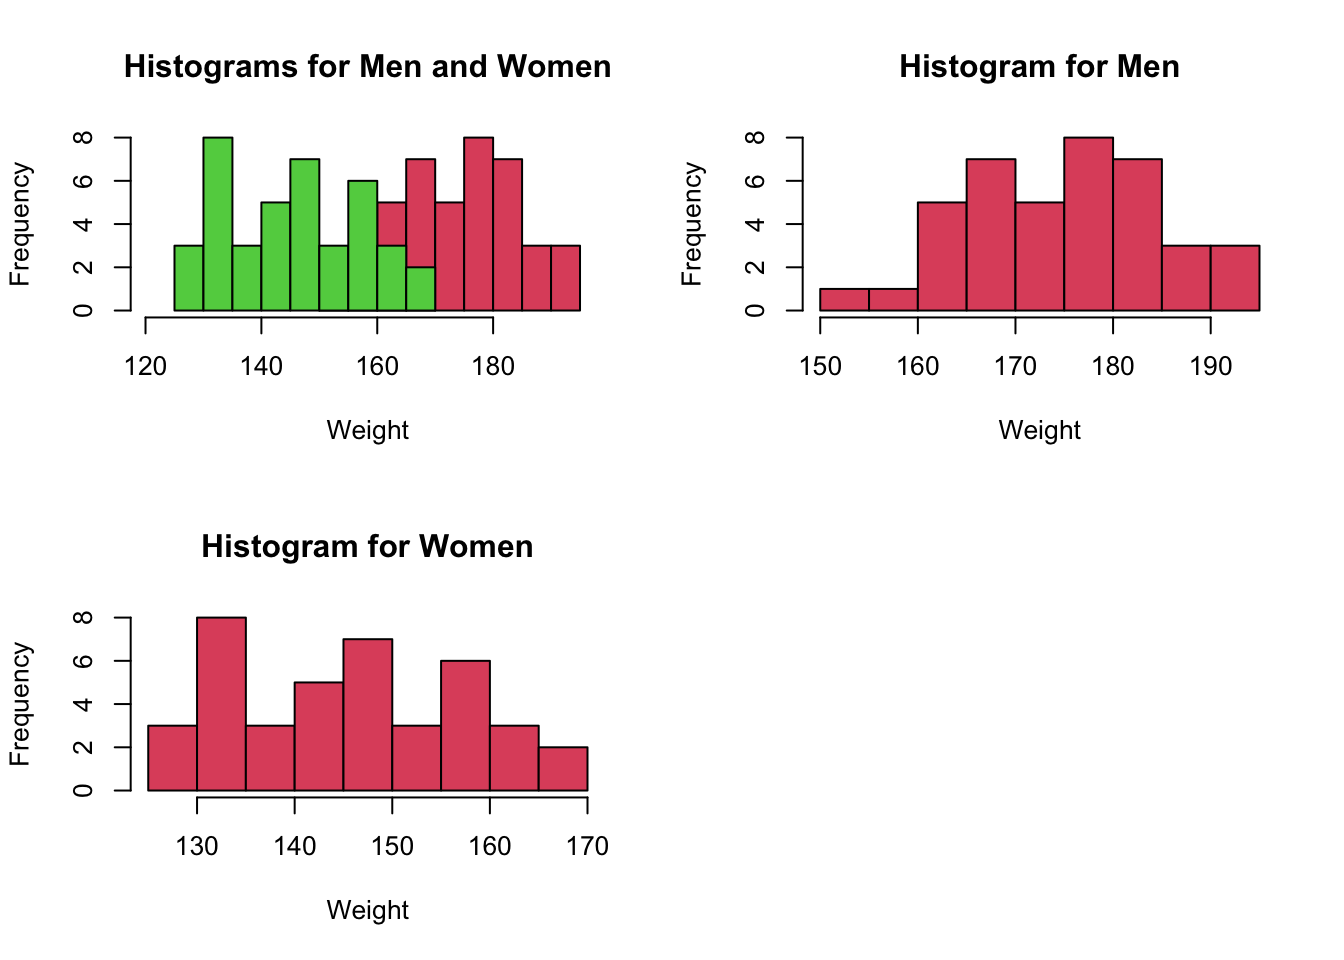 Histograms for Men and Women
Frequency
8
6
4
2
0
120 140 160 180
Weight
Histogram for Men
Frequency
8
6
4
2
0
150 160 170 180 190
Weight
Histogram for Women
Frequency
8
6
4
2
0
130 140 150 160 170
Weight